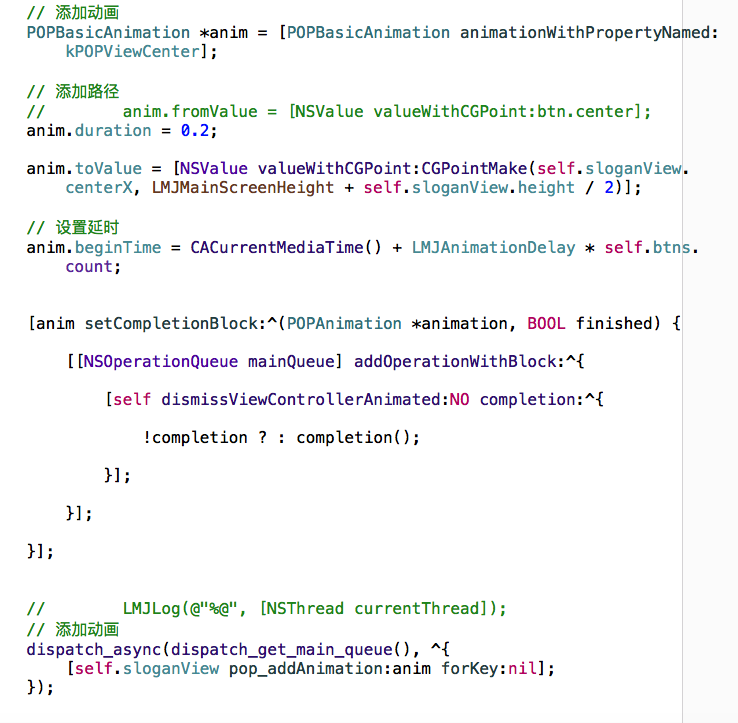 // 添加动画
POPBasicAnimation *anim = [POPBasicAnimation animationWithPropertyNamed:
kPOPViewCenter];
// 添加路径
//        anim.fromValue = [NSValue valueWithCGPoint:btn.center];
anim.duration = 0.2;
anim.toValue = [NSValue valueWithCGPoint:CGPointMake(self.sloganView.
centerX, LMJMainScreenHeight + self.sloganView.height / 2)];
// 设置延时
anim.beginTime = CACurrentMediaTime() + LMJAnimationDelay * self.btns.
count;
[anim setCompletionBlock:^(POPAnimation *animation, BOOL finished) {
[[NSOperationQueue mainQueue] addOperationWithBlock:^{
[self dismissViewControllerAnimated:NO completion:^{
!completion ? : completion();
}];
}];
}];
//        LMJLog(@"%@", [NSThread currentThread]);
// 添加动画
dispatch_async(dispatch_get_main_queue(), ^{
[self.sloganView pop_addAnimation:anim forKey:nil];
});